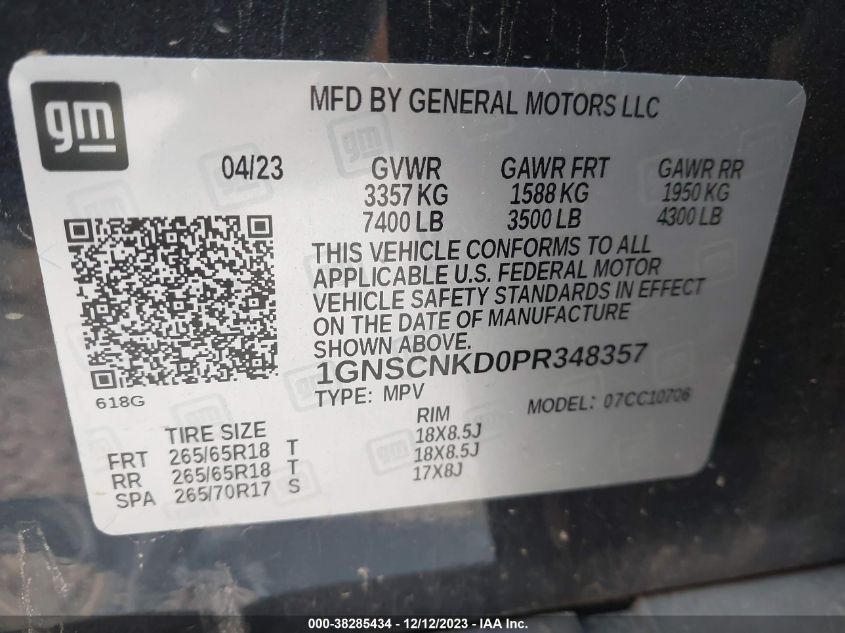 gm
MFD BY GENERAL MOTORS LLC
04/23 GVWR GAWR FRT GAWR RR
3357 KG 1588 KG 1950 KG
7400 LB 3500 LB 4300 LB
THIS VEHICLE CONFORMS TO ALL
APPLICABLE U.S. FEDERAL MOTOR
VEHICLE SAFETY STANDARDS IN EFFECT
ON THE DATE OF MANUFACTURE
SHOWN ABOVE.
1GNSCNKD0PR348357
618G
TYPE: MPV MODEL: 07CC10706
TIRE SIZE RIM
FRT 265/65R18 T 18X8.5J
RR 265/65R18 T 18X8.5J
SPA 265/70R17 S 17X8J
000-38285434 - 12/12/2023 - IAA Inc.